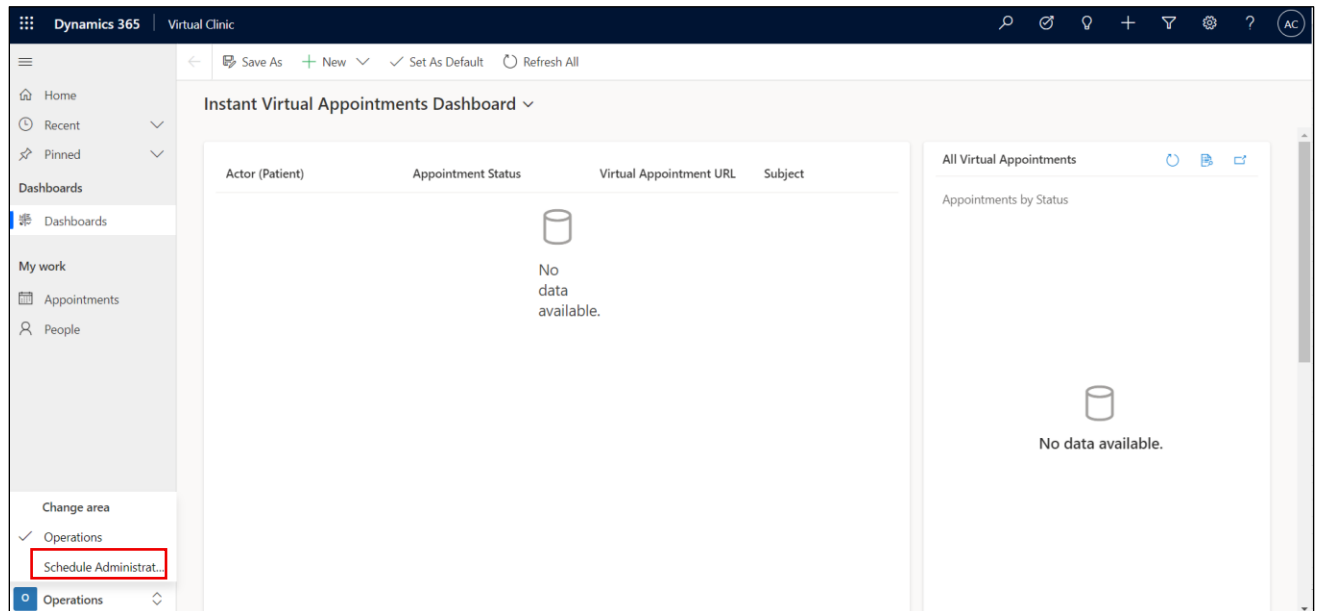 Dynamics 365 Virtual Clinic
? AC
Save As New Set As Default Refresh All
Home
Recent
Pinned
Dashboards
Dashboards
My work
Appointments
People
Instant Virtual Appointments Dashboard
Actor (Patient) Appointment Status Virtual Appointment URL Subject
No
data
available.
All Virtual Appointments
Appointments by Status
No data available.
Change area
Operations
Schedule Administrat...
O Operations